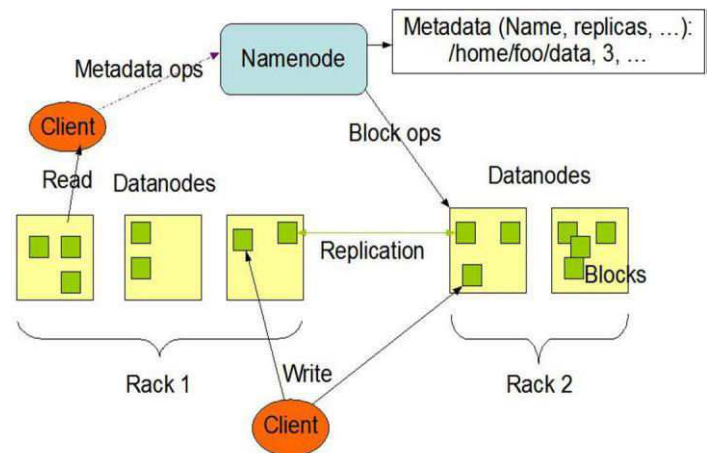 Metadata (Name, replicas, …):
/home/foo/data, 3, …
Namenode
Metadata ops
Client
Block ops
Read
Datanodes
Datanodes
Replication
Blocks
Rack 1
Write
Rack 2
Client